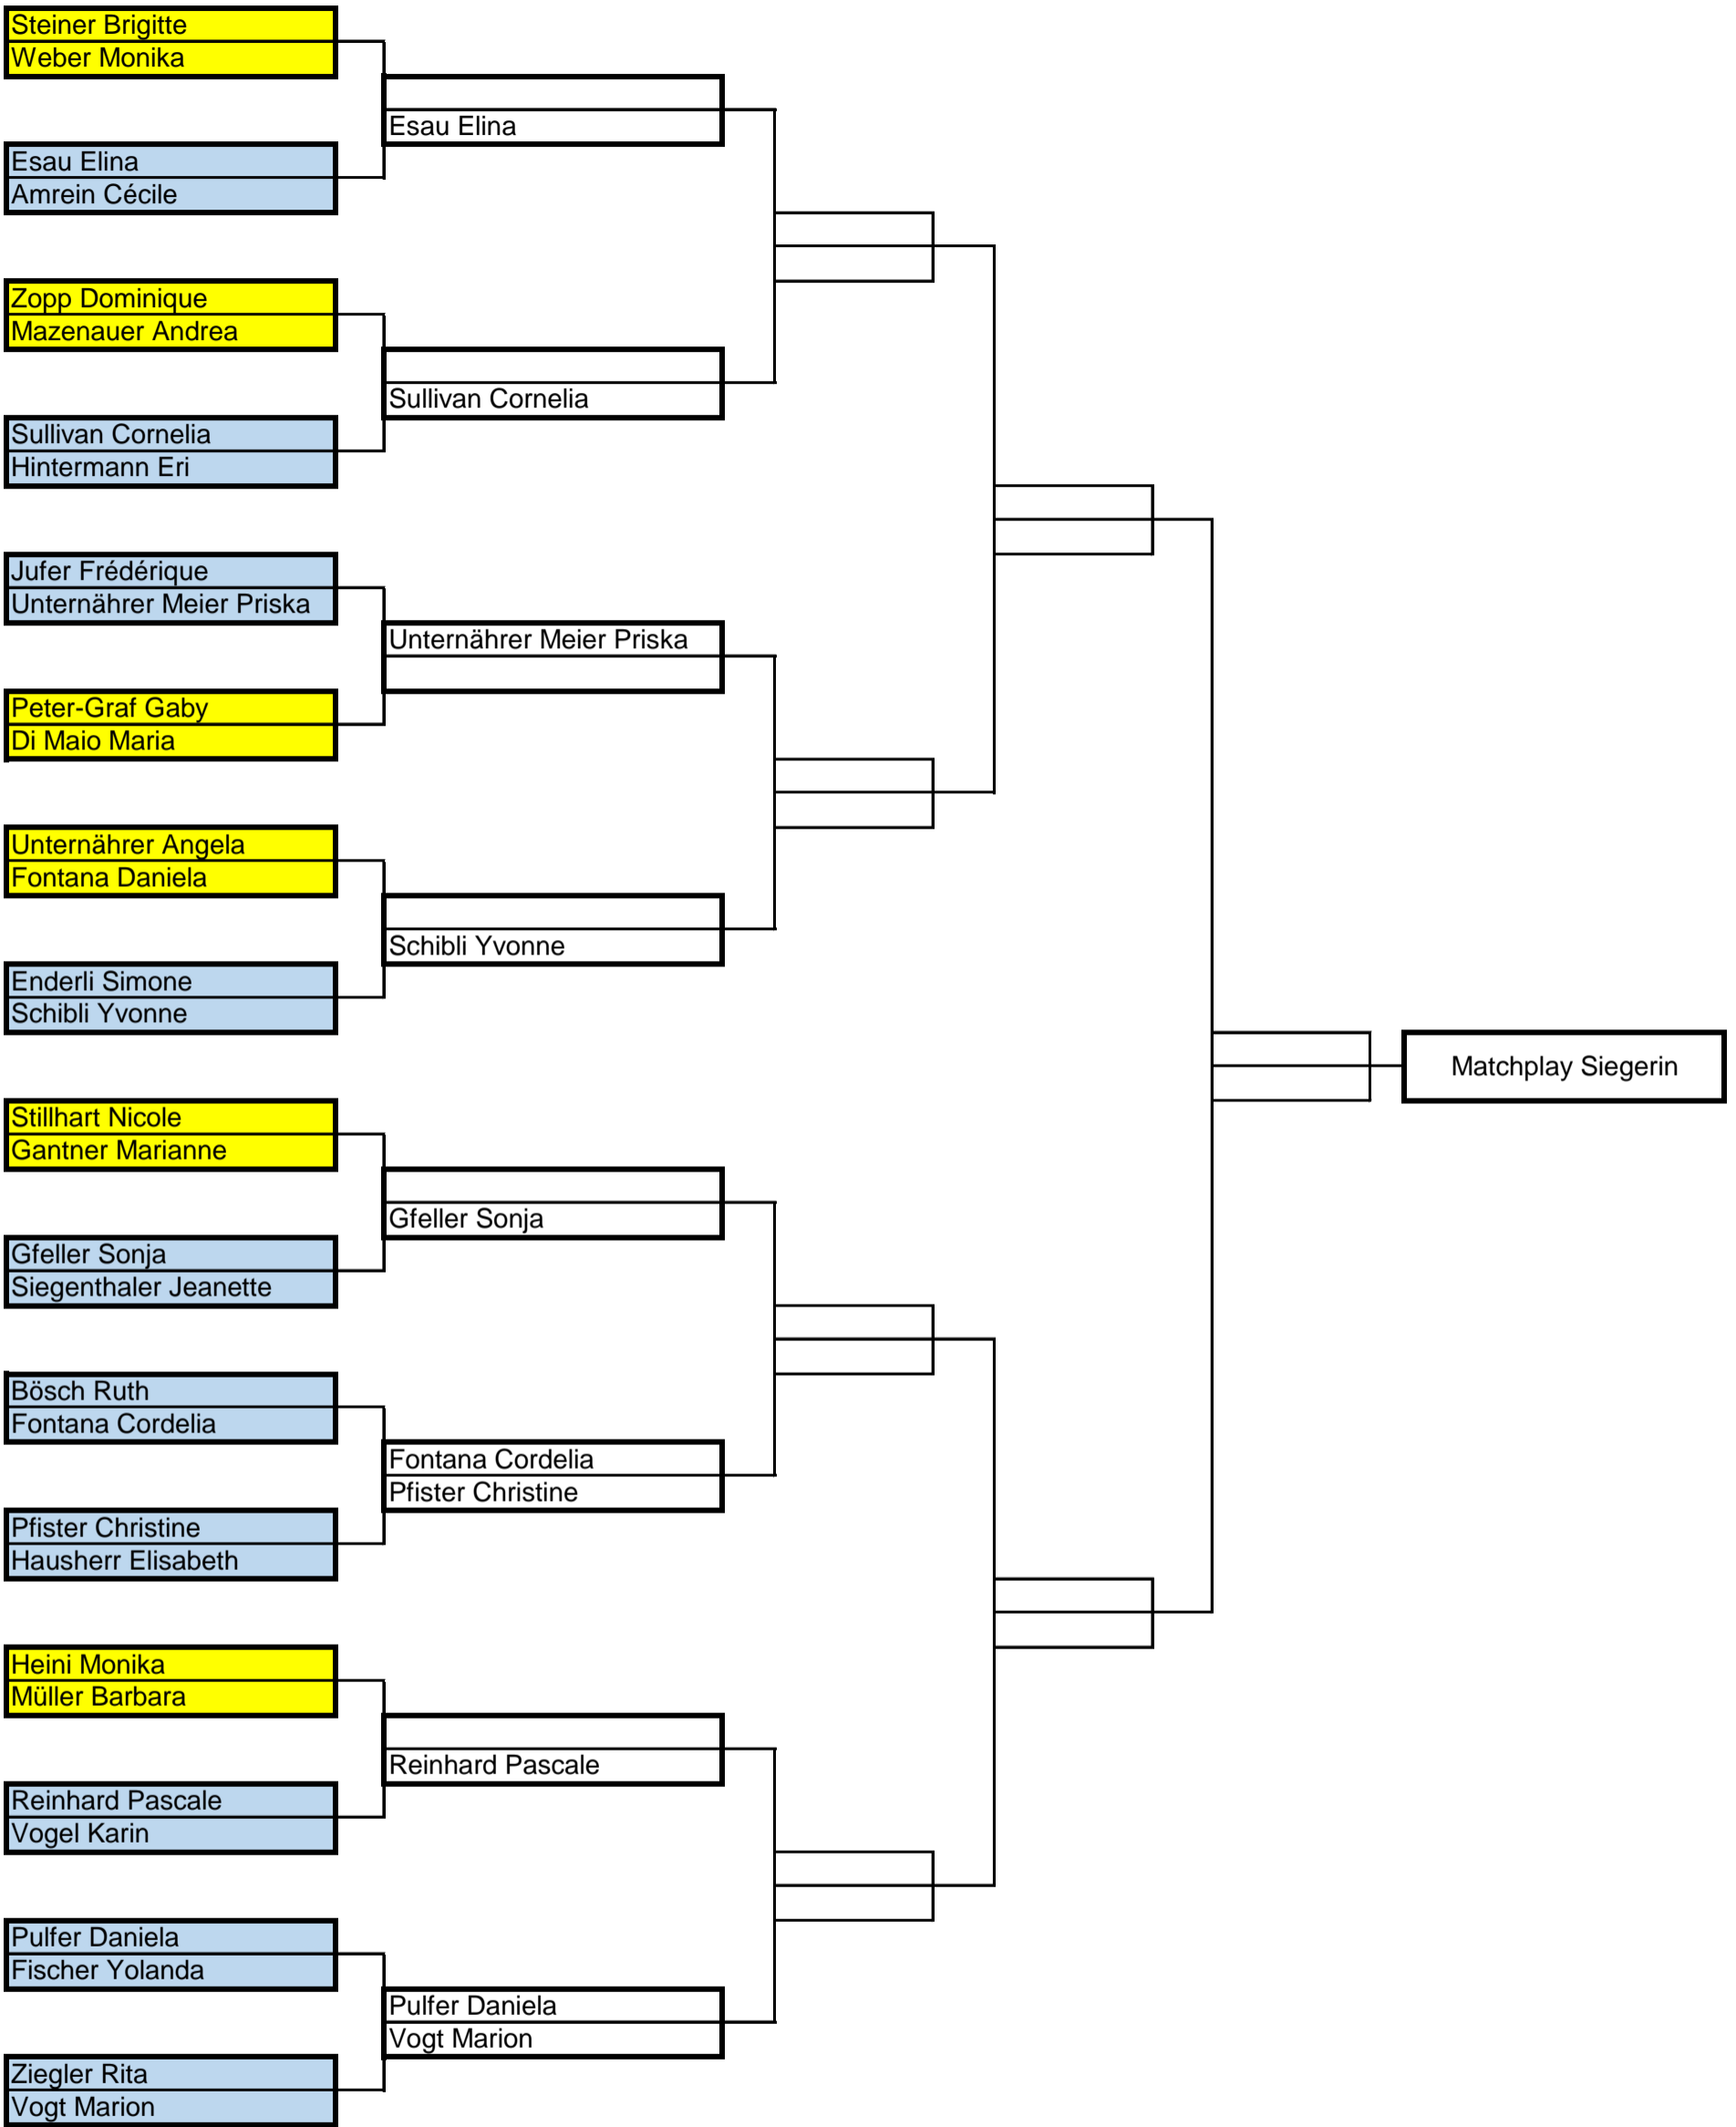 Steiner Brigitte
Weber Monika
Esau Elina
Esau Elina
Amrein Cécile
Zopp Dominique
Mazenauer Andrea
Sullivan Cornelia
Sullivan Cornelia
Hintermann Eri
Jufer Frédérique
Unternährer Meier Priska
Unternährer Meier Priska
Peter-Graf Gaby
Di Maio Maria
Unternährer Angela
Fontana Daniela
Schibli Yvonne
Enderli Simone
Schibli Yvonne
Matchplay Siegerin
Stillhart Nicole
Gantner Marianne
Gfeller Sonja
Gfeller Sonja
Siegenthaler Jeanette
Bösch Ruth
Fontana Cordelia
Fontana Cordelia
Pfister Christine
Pfister Christine
Hausherr Elisabeth
Heini Monika
Müller Barbara
Reinhard Pascale
Reinhard Pascale
Vogel Karin
Pulfer Daniela
Fischer Yolanda
Pulfer Daniela
Vogt Marion
Ziegler Rita
Vogt Marion